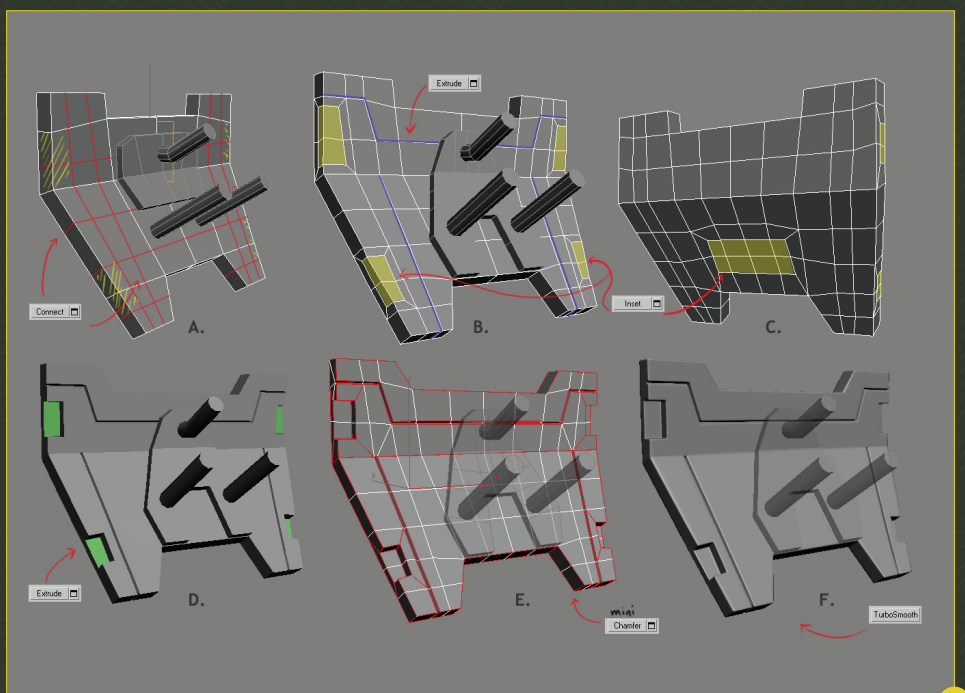 Extrude
Connect
A.
B.
Inset
C.
Extrude
D.
E.
mini
Chamfer
F.
TurboSmooth